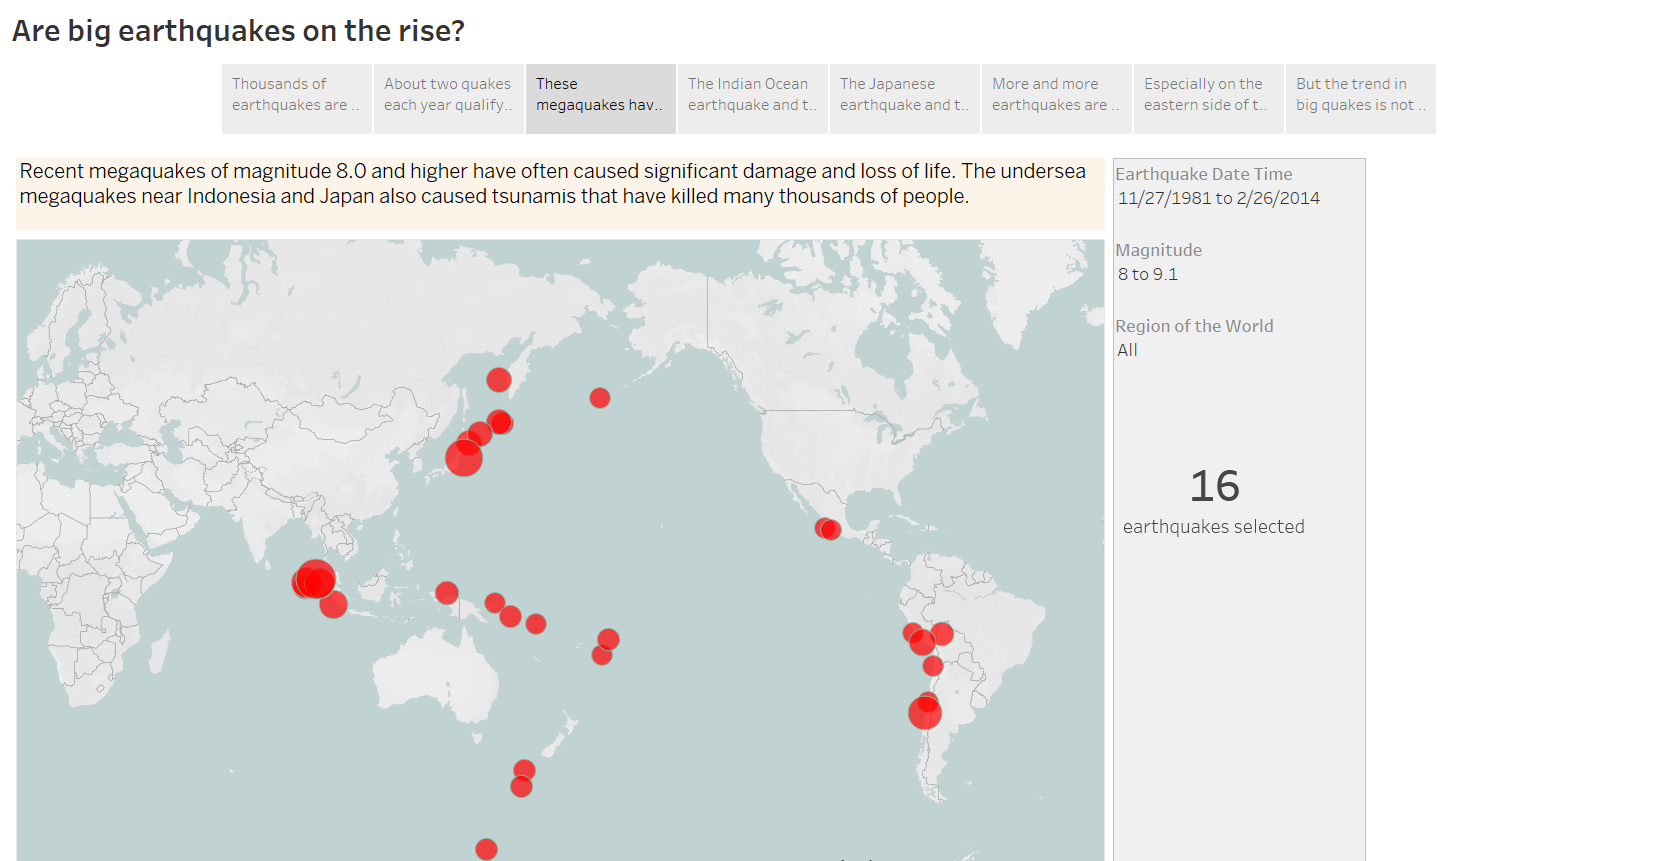 Are big earthquakes on the rise?
Thousands of
earthquakes are ..
About two quakes
each year qualify..
These
megaquakes hav..
The Indian Ocean
earthquake and t..
The Japanese
earthquake and t..
More and more
earthquakes are ..
Especially on the
eastern side of t..
But the trend in
big quakes is not ..
Recent megaquakes of magnitude 8.0 and higher have often caused significant damage and loss of life. The undersea
megaquakes near Indonesia and Japan also caused tsunamis that have killed many thousands of people.
Earthquake Date Time
11/27/1981 to 2/26/2014
Magnitude
8 to 9.1
Region of the World
All
16
earthquakes selected